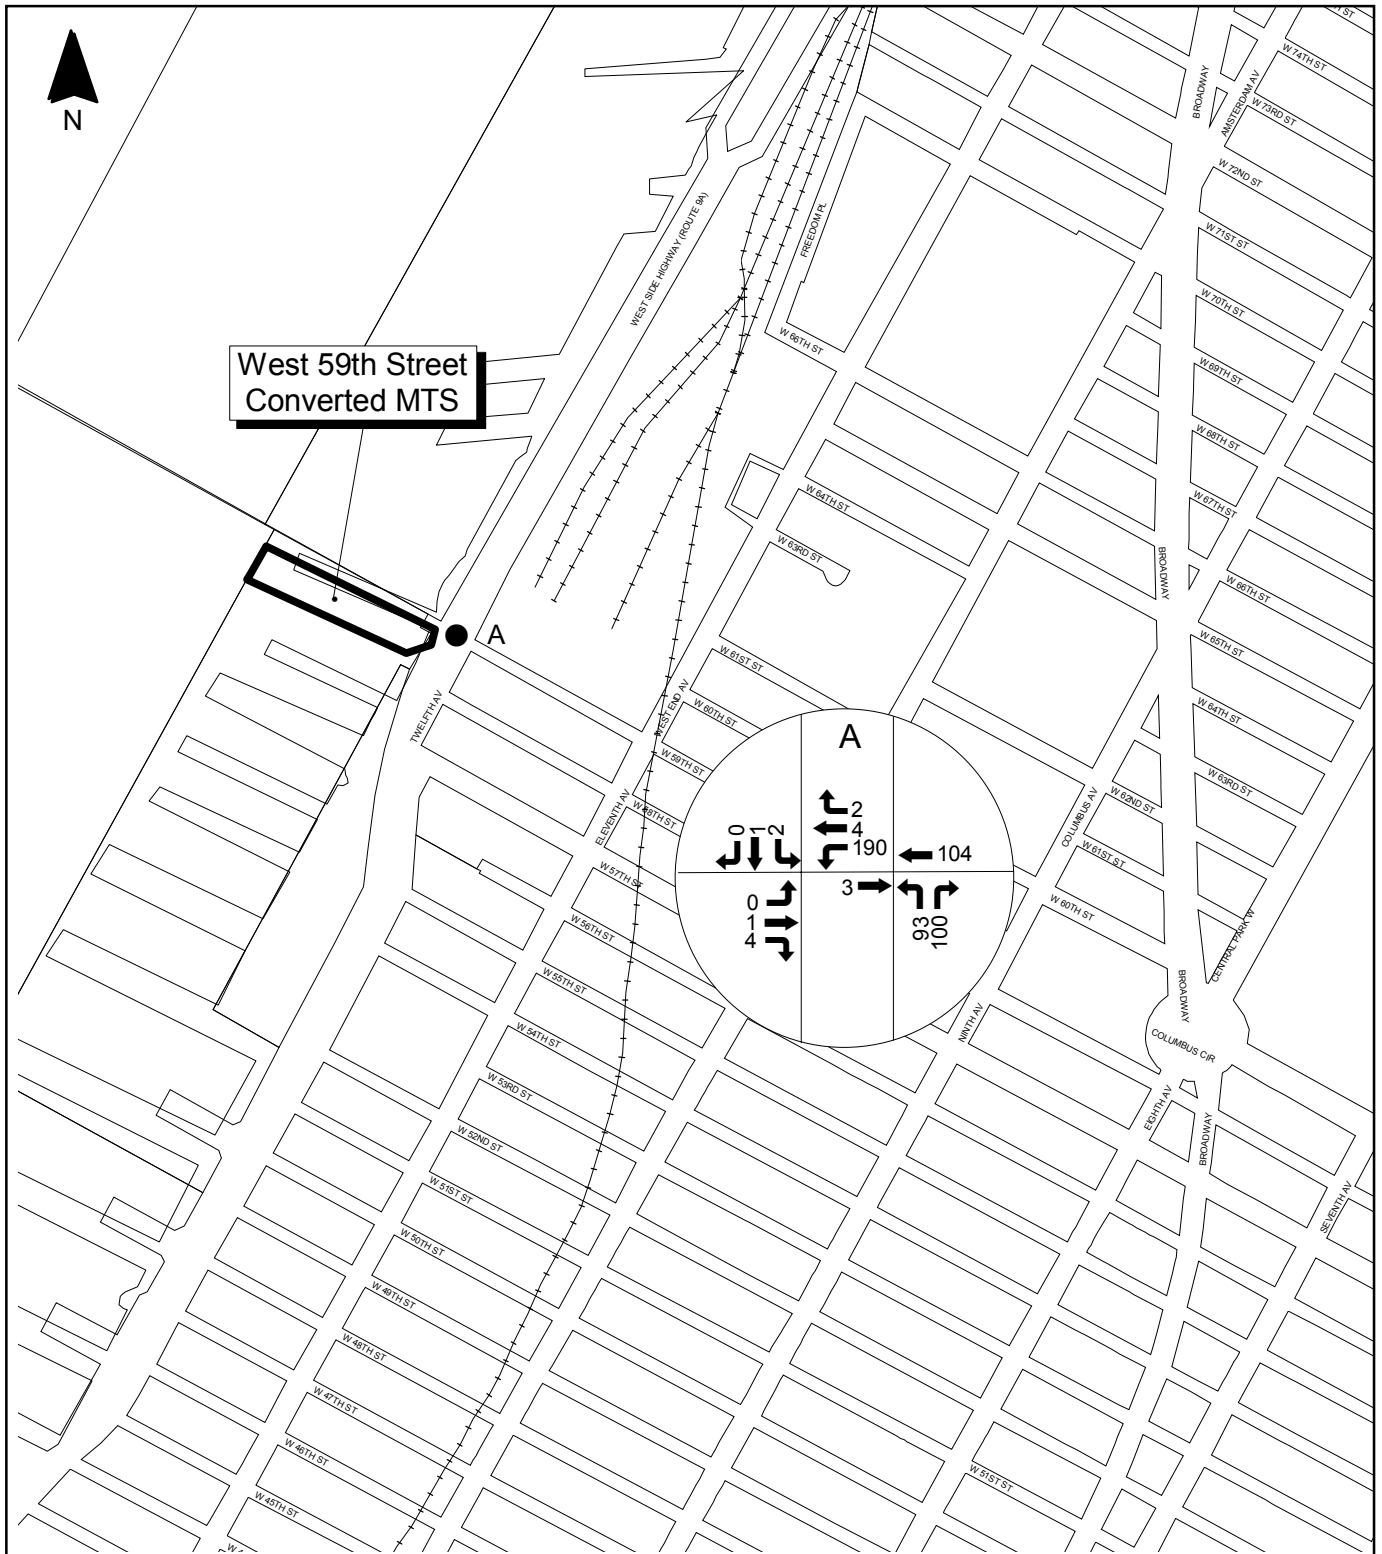 N
West 59th Street
Converted MTS
A
WEST SIDE HIGHWAY (ROUTE 9A)
FREEDOM PL
BROADWAY
AMSTERDAM AV
W 74TH ST
W 73RD ST
W 72ND ST
W 71ST ST
W 70TH ST
W 69TH ST
W 68TH ST
W 67TH ST
W 66TH ST
W 65TH ST
W 64TH ST
W 63RD ST
W 66TH ST
W 64TH ST
W 63RD ST
W 61ST ST
W 60TH ST
W 59TH ST
W 58TH ST
W 57TH ST
W 56TH ST
W 55TH ST
W 54TH ST
W 53RD ST
W 52ND ST
W 51ST ST
W 50TH ST
W 49TH ST
W 48TH ST
W 47TH ST
W 46TH ST
W 45TH ST
TWELFTH AV
ELEVENTH AV
WEST END AV
BROADWAY
COLUMBUS AV
W 62ND ST
W 61ST ST
W 60TH ST
CENTRAL PARK W
BROADWAY
COLUMBUS CIR
NINTH AV
EIGHTH AV
BROADWAY
SEVENTH AV
W 51ST ST
A
0
1
2
2
4
190
104
0
1
4
3
93
100